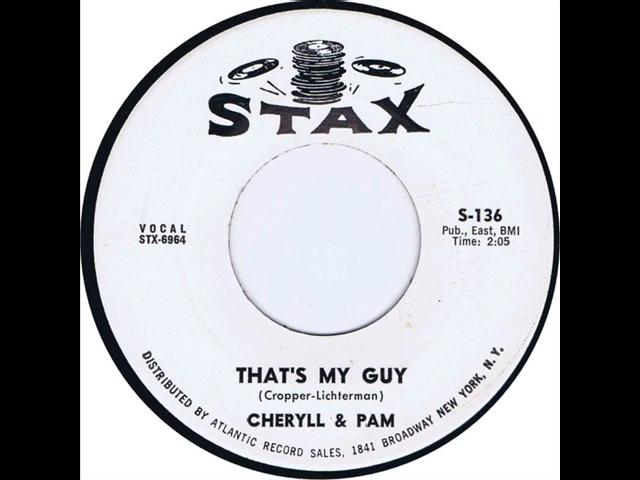 STAX
VOCAL
STX-6964
S-136
Pub., East, BMI
Time: 2:05
THAT'S MY GUY
(Cropper-Lichterman)
CHERYLL & PAM
DISTRIBUTED BY ATLANTIC RECORD SALES, 1841 BROADWAY NEW YORK, N. Y.